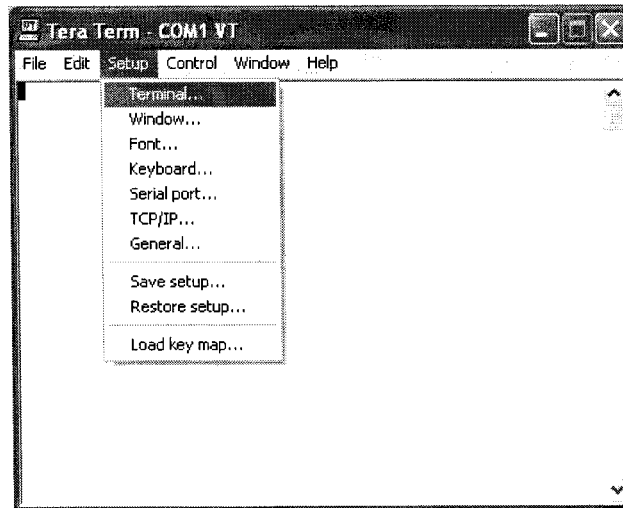 Tera Term - COM1 VT
File Edit Setup Control Window Help
Terminal...
Window...
Font...
Keyboard...
Serial port...
TCP/IP...
General...
Save setup...
Restore setup...
Load key map...